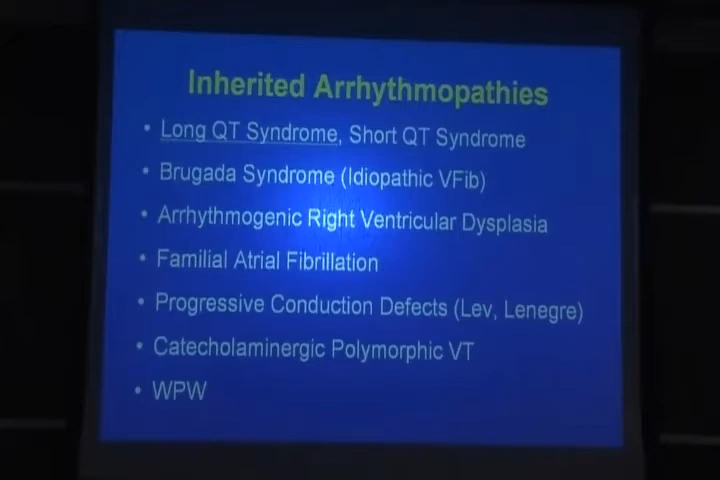 Inherited Arrhythmopathies
• Long QT Syndrome, Short QT Syndrome
• Brugada Syndrome (Idiopathic VFib)
• Arrhythmogenic Right Ventricular Dysplasia
• Familial Atrial Fibrillation
• Progressive Conduction Defects (Lev, Lenegre)
• Catecholaminergic Polymorphic VT
• WPW